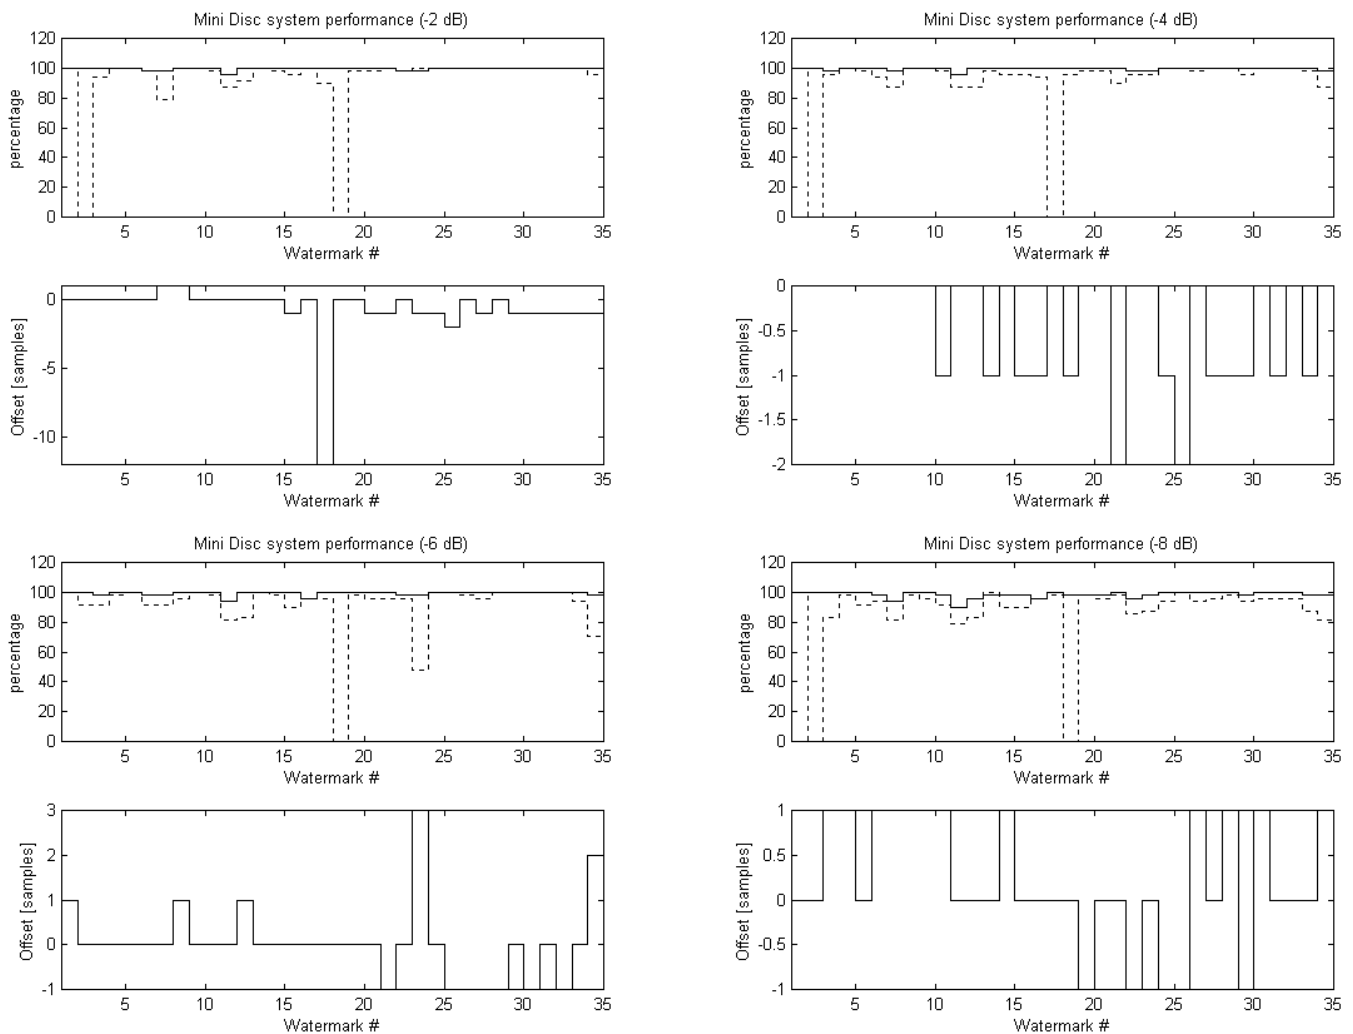 Mini Disc system performance (-2 dB)
120
100
80
60
40
20
0
percentage
5 10 15 20 25 30 35
Watermark #
0
-5
-10
Offset [samples]
5 10 15 20 25 30 35
Watermark #
Mini Disc system performance (-4 dB)
120
100
80
60
40
20
0
percentage
5 10 15 20 25 30 35
Watermark #
0
-0.5
-1
-1.5
-2
Offset [samples]
5 10 15 20 25 30 35
Watermark #
Mini Disc system performance (-6 dB)
120
100
80
60
40
20
0
percentage
5 10 15 20 25 30 35
Watermark #
3
2
1
0
-1
Offset [samples]
5 10 15 20 25 30 35
Watermark #
Mini Disc system performance (-8 dB)
120
100
80
60
40
20
0
percentage
5 10 15 20 25 30 35
Watermark #
1
0.5
0
-0.5
-1
Offset [samples]
5 10 15 20 25 30 35
Watermark #